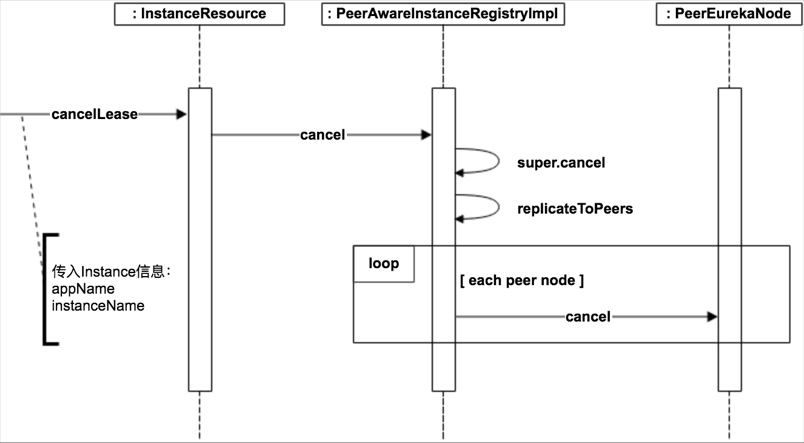 : InstanceResource
: PeerAwareInstanceRegistryImpl
: PeerEurekaNode
cancelLease
cancel
super.cancel
replicateToPeers
loop
[ each peer node ]
传入Instance信息：
appName
instanceName
cancel